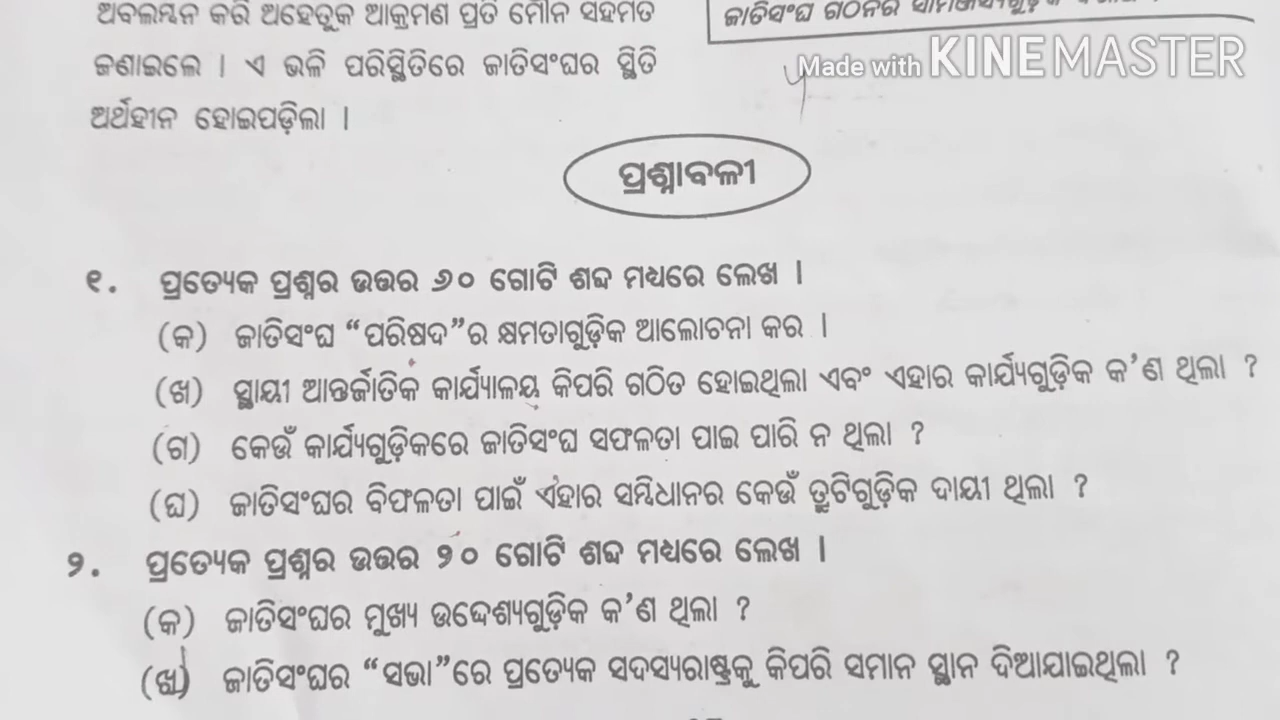 ଅବଲମ୍ବନ କରି ଅହେତୁକ ଆକ୍ରମଣ ପ୍ରତି ମୌନ ସହମତି
ଜଣାଇଲେ । ଏ ଭଳି ପରିସ୍ଥିତିରେ ଜାତିସଂଘର ସ୍ଥିତି
ଅର୍ଥହୀନ ହୋଇପଡ଼ିଲା ।
ଜାତିସଂଘ ଗଠନର
Made with KINEMASTER
ପ୍ରଶ୍ନାବଳୀ
୧. ପ୍ରତ୍ୟେକ ପ୍ରଶ୍ନର ଉତ୍ତର ୬୦ ଗୋଟି ଶବ୍ଦ ମଧ୍ୟରେ ଲେଖ ।
(କ) ଜାତିସଂଘ “ପରିଷଦ”ର କ୍ଷମତାଗୁଡ଼ିକ ଆଲୋଚନା କର ।
(ଖ) ସ୍ଥାୟୀ ଆନ୍ତର୍ଜାତିକ କାର୍ଯ୍ୟାଳୟ କିପରି ଗଠିତ ହୋଇଥିଲା ଏବଂ ଏହାର କାର୍ଯ୍ୟଗୁଡ଼ିକ କ’ଣ ଥିଲା ?
(ଗ) କେଉଁ କାର୍ଯ୍ୟଗୁଡ଼ିକରେ ଜାତିସଂଘ ସଫଳତା ପାଇ ପାରି ନ ଥିଲା ?
(ଘ) ଜାତିସଂଘର ବିଫଳତା ପାଇଁ ଏହାର ସମ୍ବିଧାନର କେଉଁ ତ୍ରୁଟିଗୁଡ଼ିକ ଦାୟୀ ଥିଲା ?
୨. ପ୍ରତ୍ୟେକ ପ୍ରଶ୍ନର ଉତ୍ତର ୨୦ ଗୋଟି ଶବ୍ଦ ମଧ୍ୟରେ ଲେଖ ।
(କ) ଜାତିସଂଘର ମୁଖ୍ୟ ଉଦ୍ଦେଶ୍ୟଗୁଡ଼ିକ କ’ଣ ଥିଲା ?
(ଖ) ଜାତିସଂଘର “ସଭା”ରେ ପ୍ରତ୍ୟେକ ସଦସ୍ୟରାଷ୍ଟ୍ରକୁ କିପରି ସମାନ ସ୍ଥାନ ଦିଆଯାଇଥିଲା ?